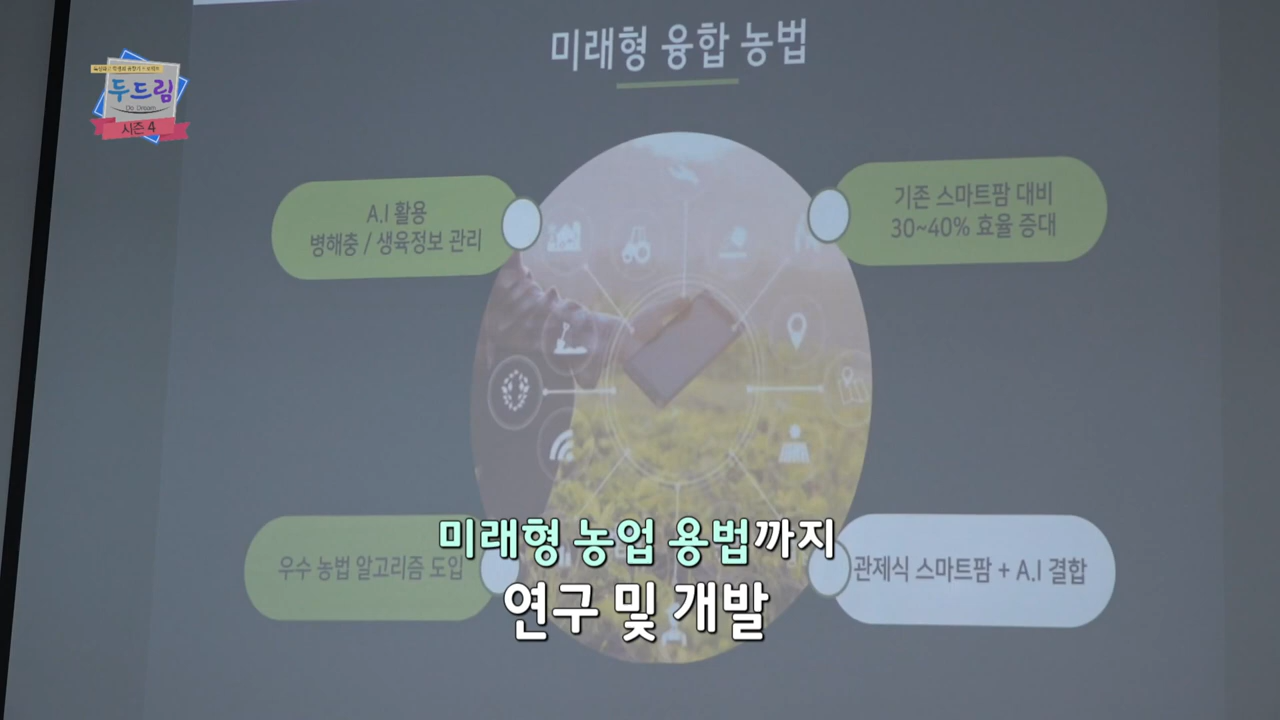 미래형 융합 농법
두드림
Do Dream
시즌 4
A.I 활용
병해충 / 생육정보 관리
기존 스마트팜 대비
30~40% 효율 증대
우수 농법 알고리즘 도입
관제식 스마트팜 + A.I 결합
미래형 농업 용법까지
연구 및 개발